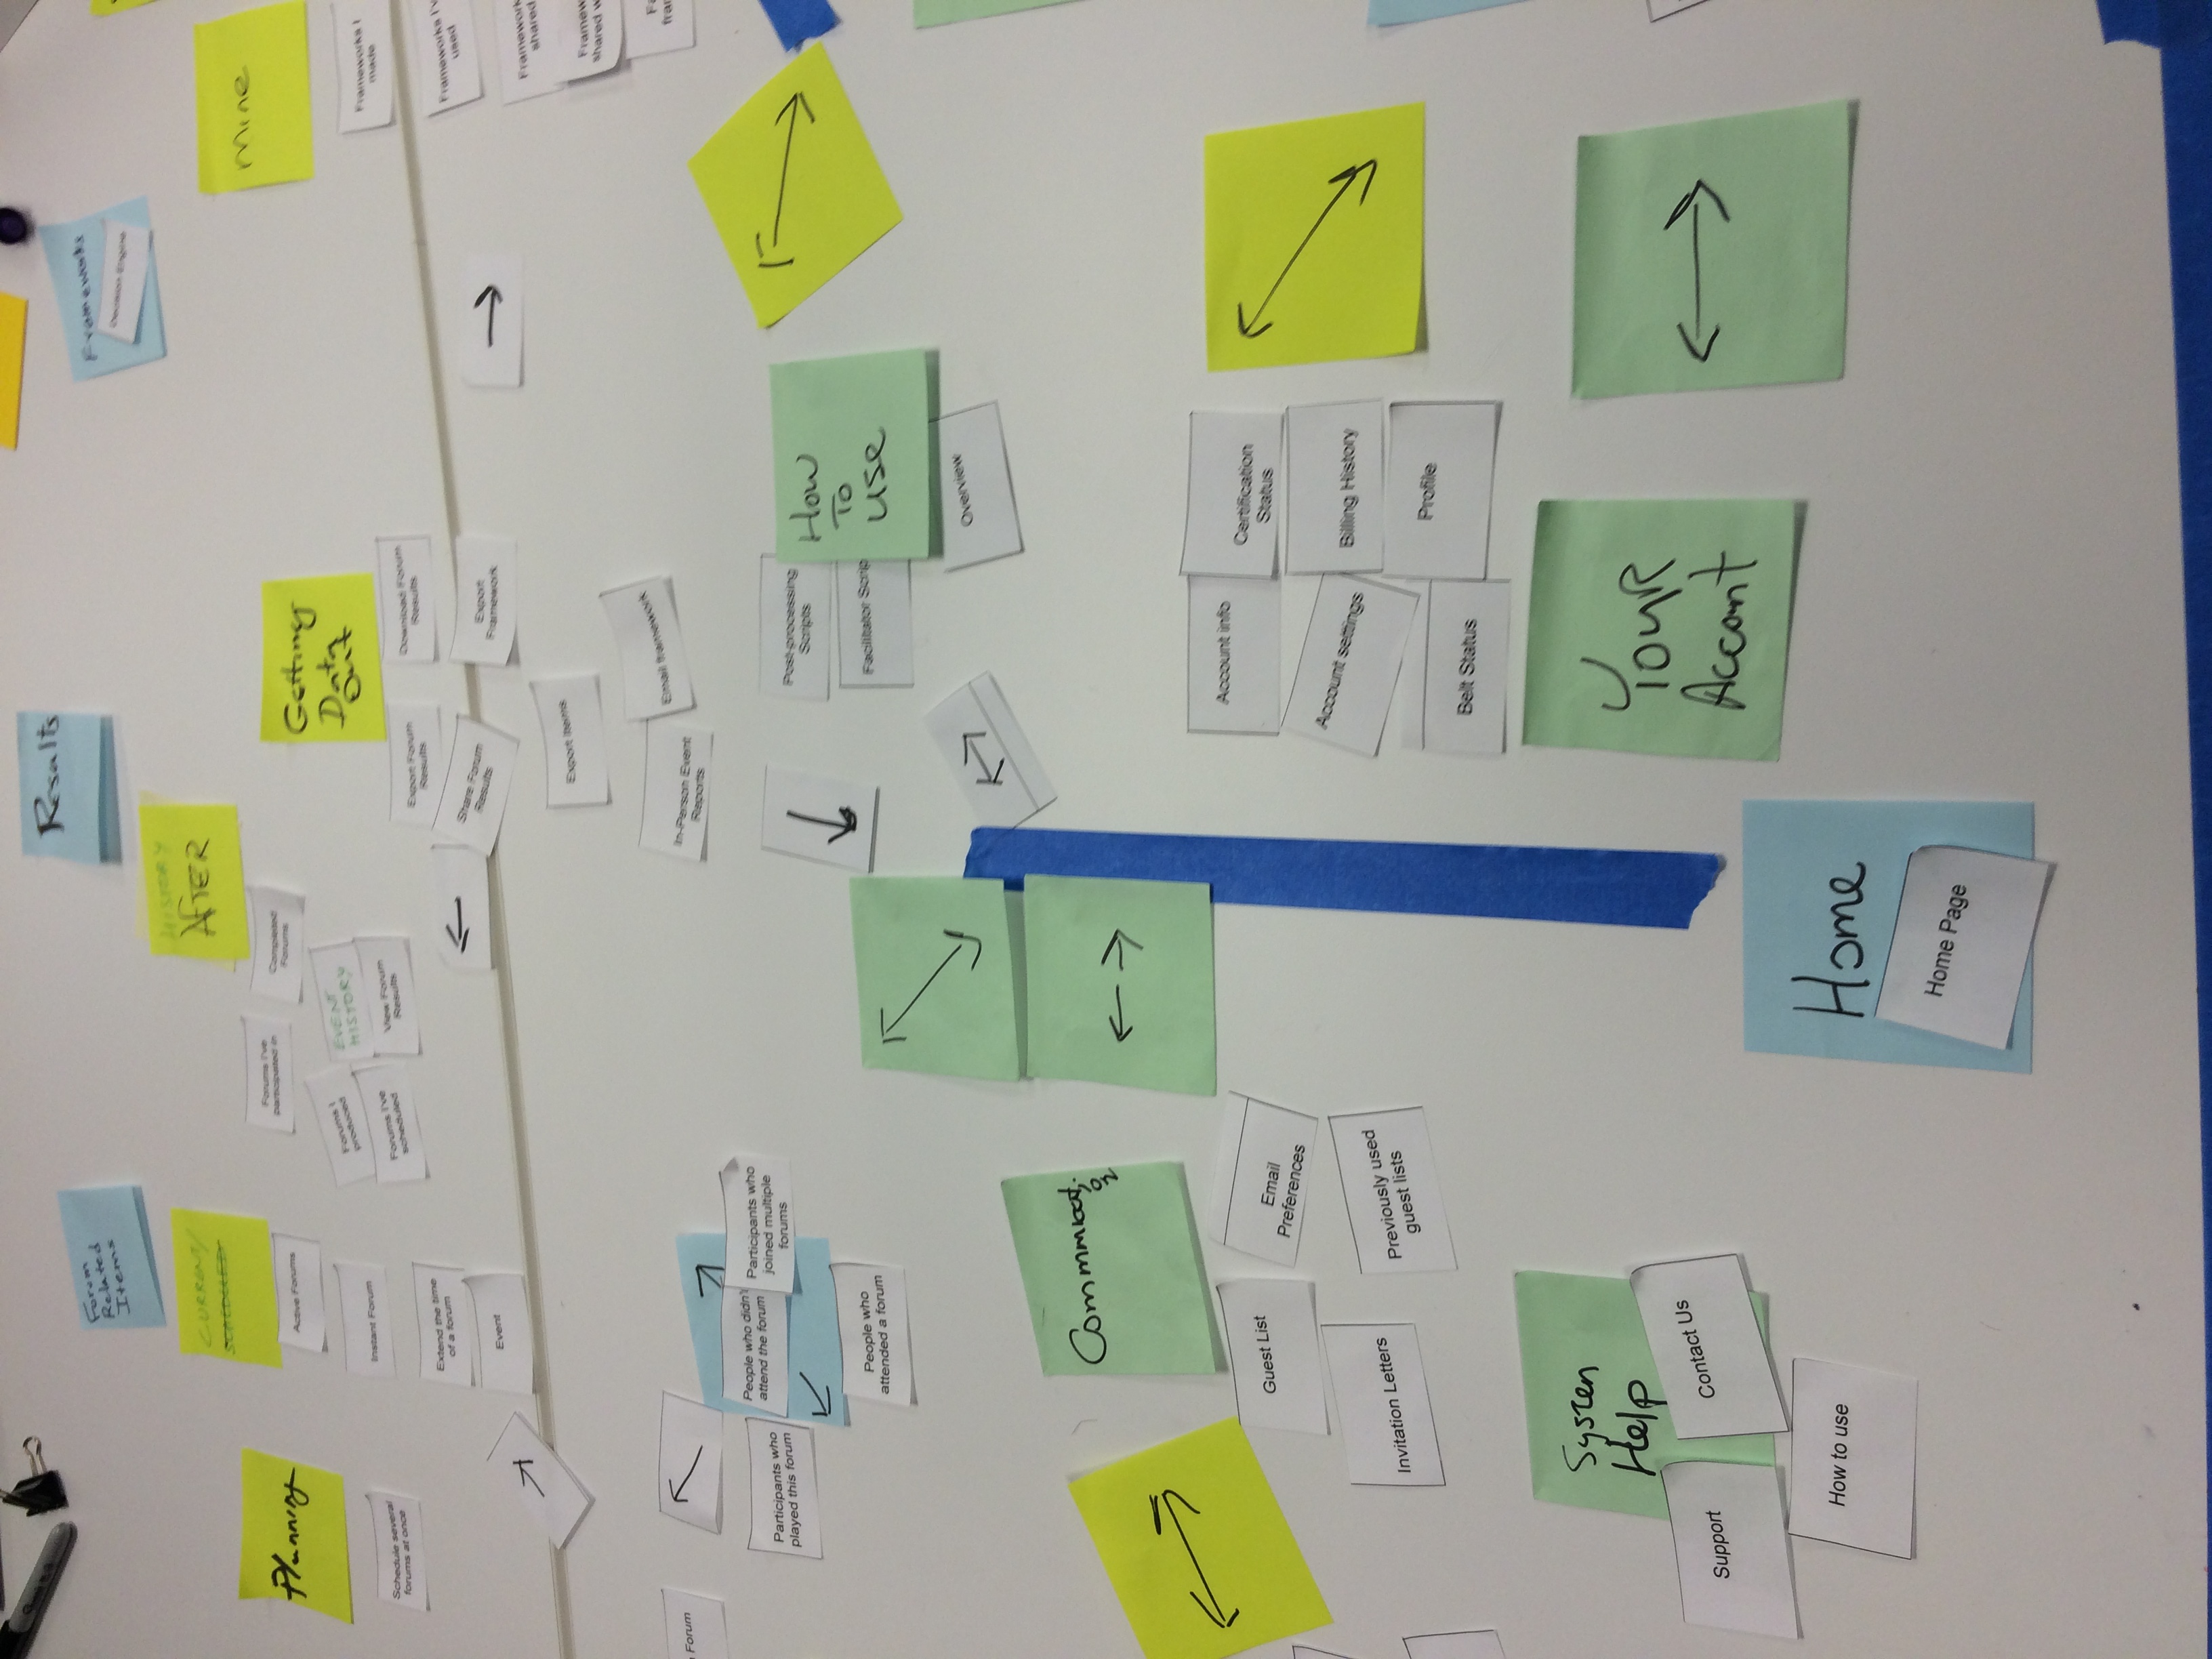 Results
Forum
Related
Items
Frameworks
Decision Engine
HISTORY
AFTER
CURRENT/
SCHEDULED
Planning
Mine
Getting
Data
Out
Active Forums
Forums I've
participated in
Completed
Forums
Instant Forum
Forums I
produced
EVENT
HISTORY
Forums I've
scheduled
View Forum
Results
Schedule several
forums at once
Extend the time
of a forum
Event
Export Forum
Results
Download Forum
Results
Share Forum
Results
Export
Framework
Export Items
In-Person Event
Reports
Email framework
Frameworks I
made
Frameworks I'v
used
Framework
shared
Framew
shared w
Fa
fra
Forum
Participants who
played this forum
People who didn't
attend the forum
Participants who
joined multiple
forums
People who
attended a forum
Post-processing
Scripts
Facilitator Scrip
How
To
Use
Overview
Commmication
Guest List
Email
Preferences
Invitation Letters
Previously used
guest lists
Account info
Certification
Status
Account settings
Billing History
Belt Status
Profile
System
Help
Support
Contact Us
How to use
Your
Account
Home
Home Page